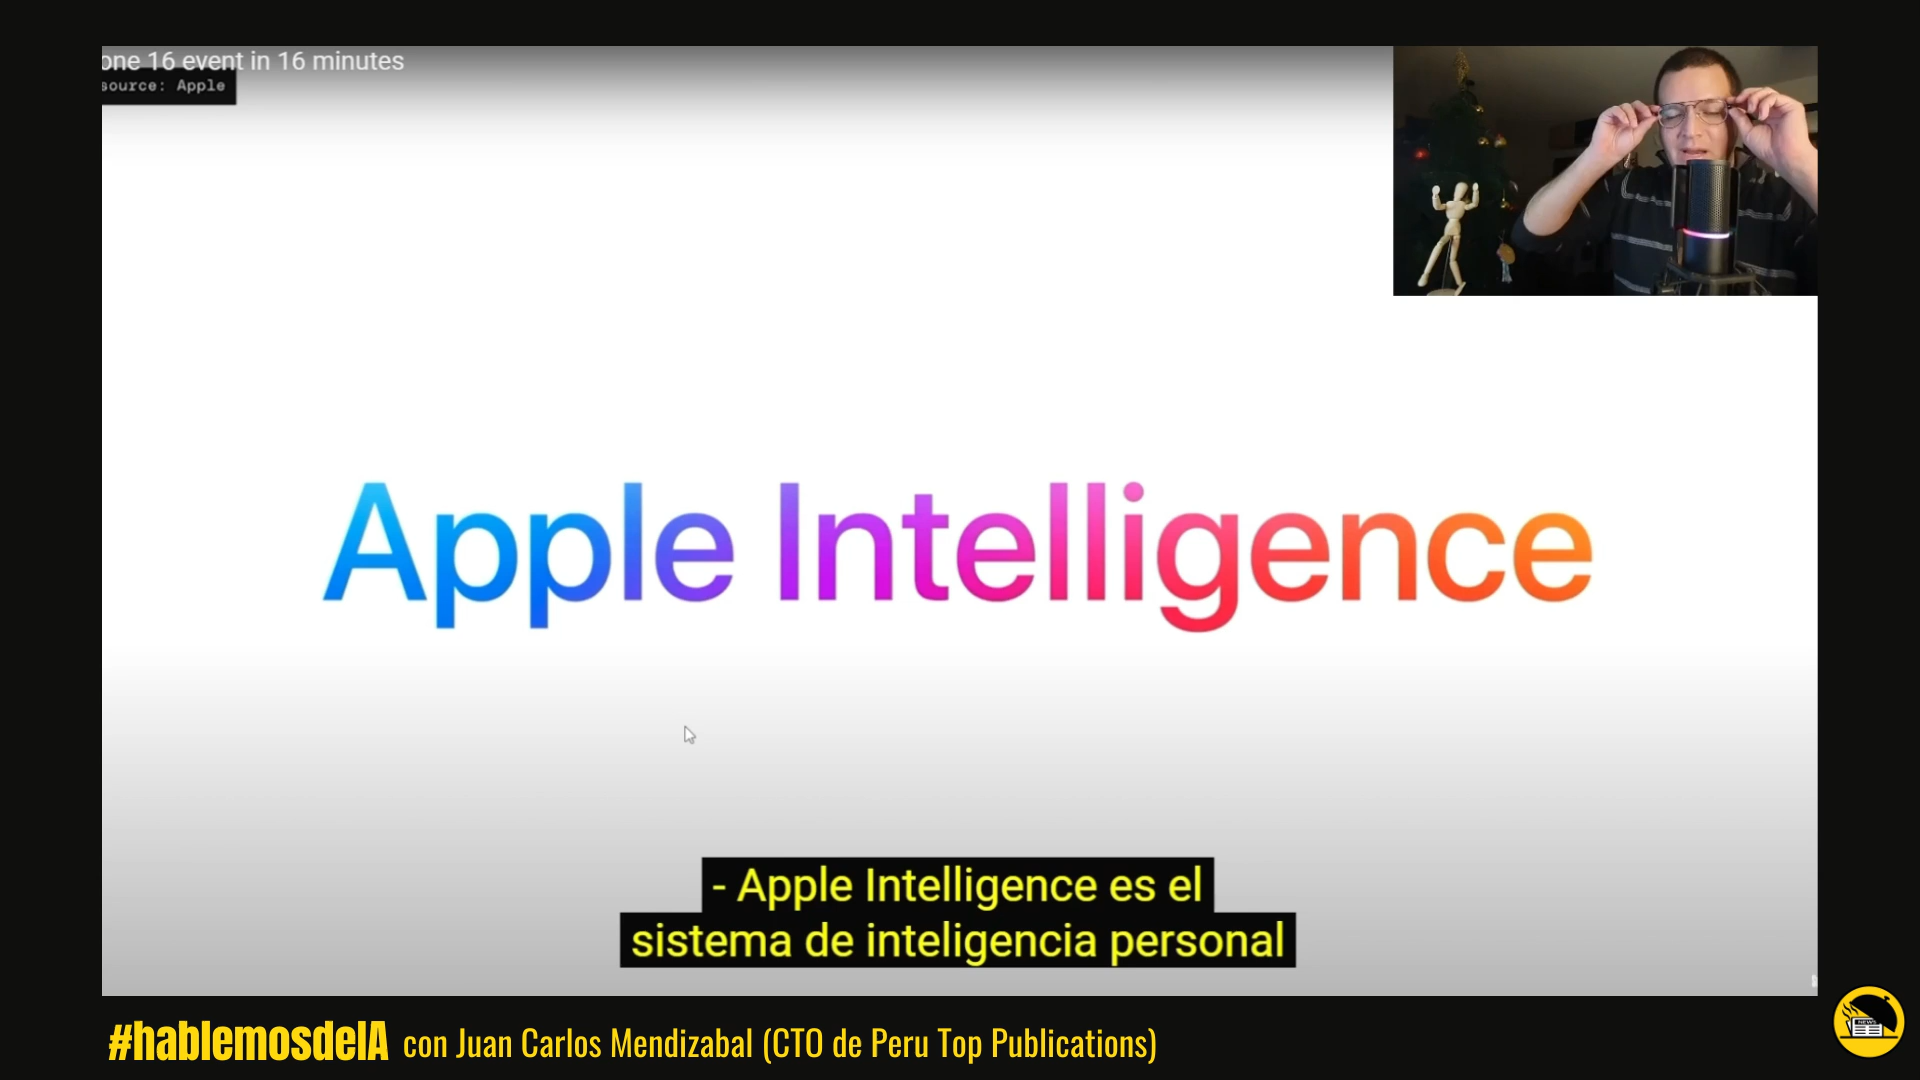 one 16 event in 16 minutes
source: Apple
Apple Intelligence
- Apple Intelligence es el
sistema de inteligencia personal
#hablemosdeIA con Juan Carlos Mendizabal (CTO de Peru Top Publications)
NEWS